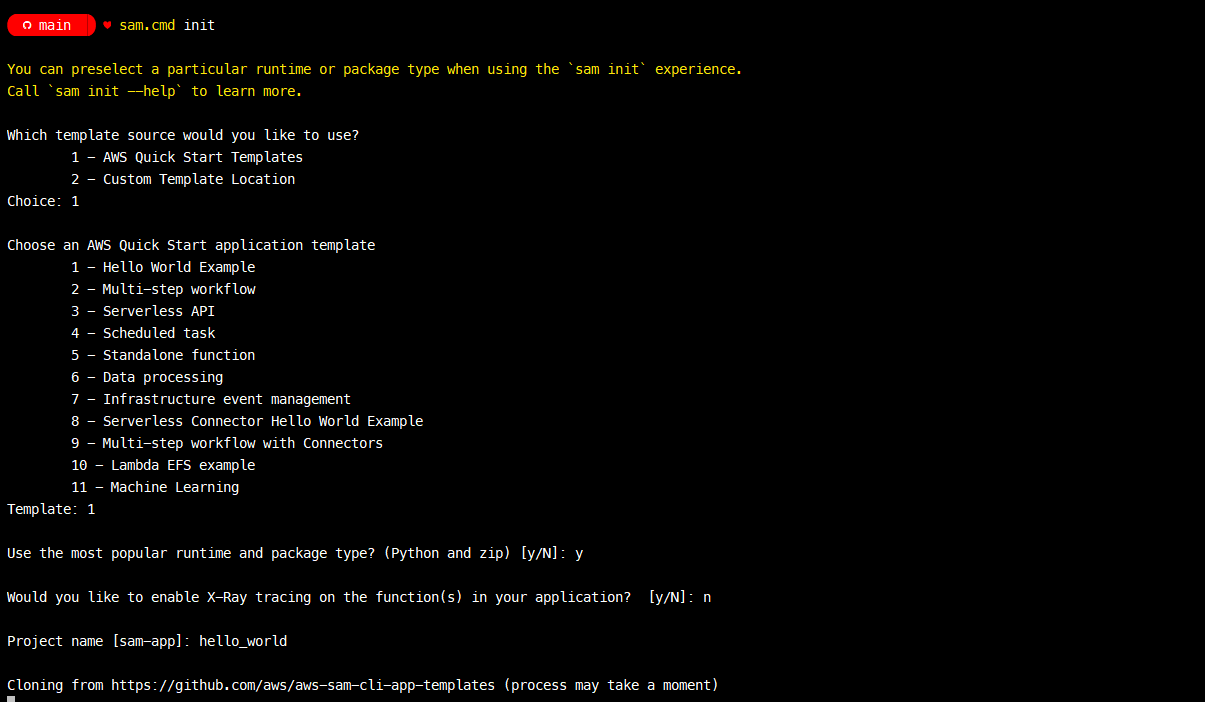 main ♥ sam.cmd init
You can preselect a particular runtime or package type when using the `sam init` experience.
Call `sam init --help` to learn more.
Which template source would you like to use?
1 - AWS Quick Start Templates
2 - Custom Template Location
Choice: 1
Choose an AWS Quick Start application template
1 - Hello World Example
2 - Multi-step workflow
3 - Serverless API
4 - Scheduled task
5 - Standalone function
6 - Data processing
7 - Infrastructure event management
8 - Serverless Connector Hello World Example
9 - Multi-step workflow with Connectors
10 - Lambda EFS example
11 - Machine Learning
Template: 1
Use the most popular runtime and package type? (Python and zip) [y/N]: y
Would you like to enable X-Ray tracing on the function(s) in your application?  [y/N]: n
Project name [sam-app]: hello_world
Cloning from https://github.com/aws/aws-sam-cli-app-templates (process may take a moment)